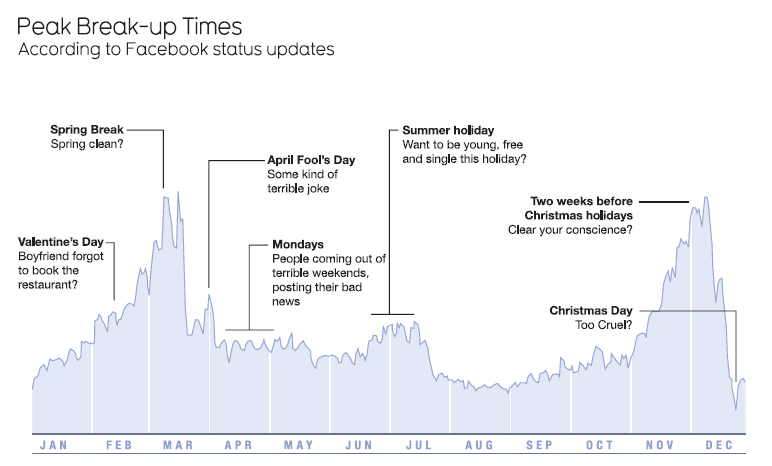 Peak Break-up Times
According to Facebook status updates
Spring Break
Spring clean?
April Fool's Day
Some kind of
terrible joke
Summer holiday
Want to be young, free
and single this holiday?
Valentine's Day
Boyfriend forgot
to book the
restaurant?
Mondays
People coming out of
terrible weekends,
posting their bad
news
Two weeks before
Christmas holidays
Clear your conscience?
Christmas Day
Too Cruel?
JAN FEB MAR APR MAY JUN JUL AUG SEP OCT NOV DEC